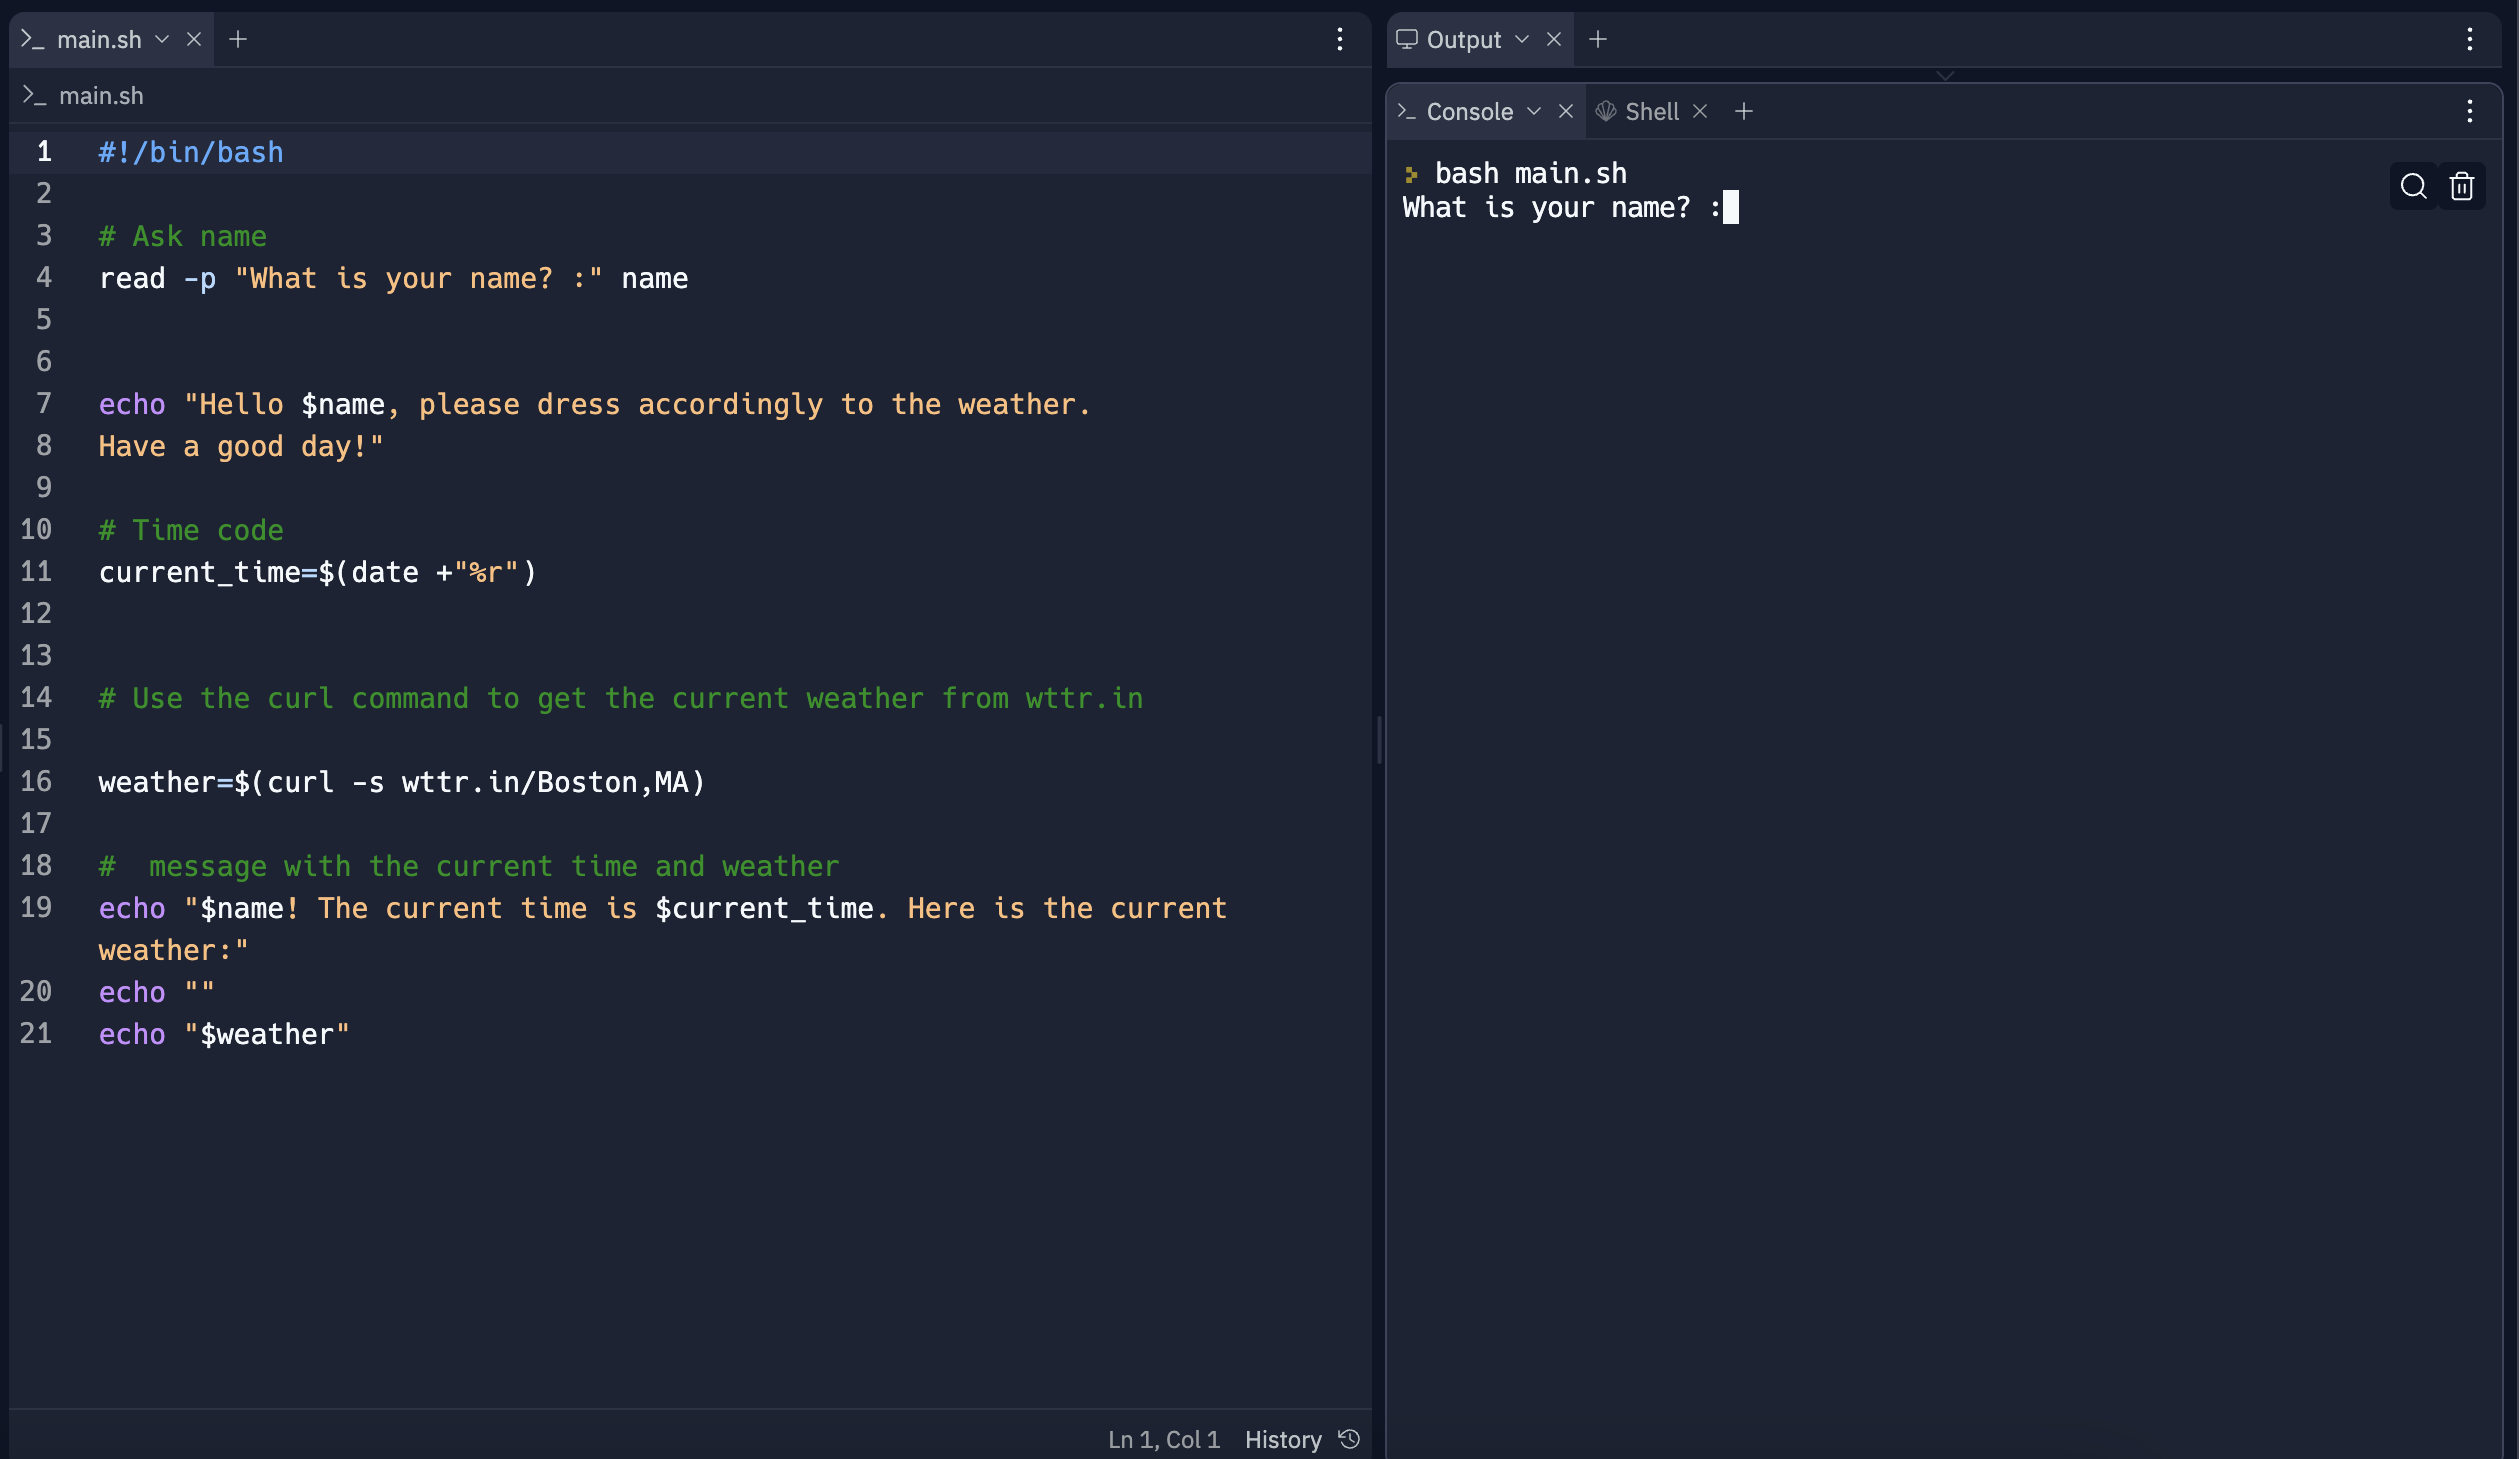 main.sh
main.sh
1 #!/bin/bash
2
3 # Ask name
4 read -p "What is your name? :" name
5
6
7 echo "Hello $name, please dress accordingly to the weather.
8 Have a good day!"
9
10 # Time code
11 current_time=$(date +"%r")
12
13
14 # Use the curl command to get the current weather from wttr.in
15
16 weather=$(curl -s wttr.in/Boston,MA)
17
18 #  message with the current time and weather
19 echo "$name! The current time is $current_time. Here is the current
weather:"
20 echo ""
21 echo "$weather"
Ln 1, Col 1 History
Output
Console Shell
bash main.sh
What is your name? :